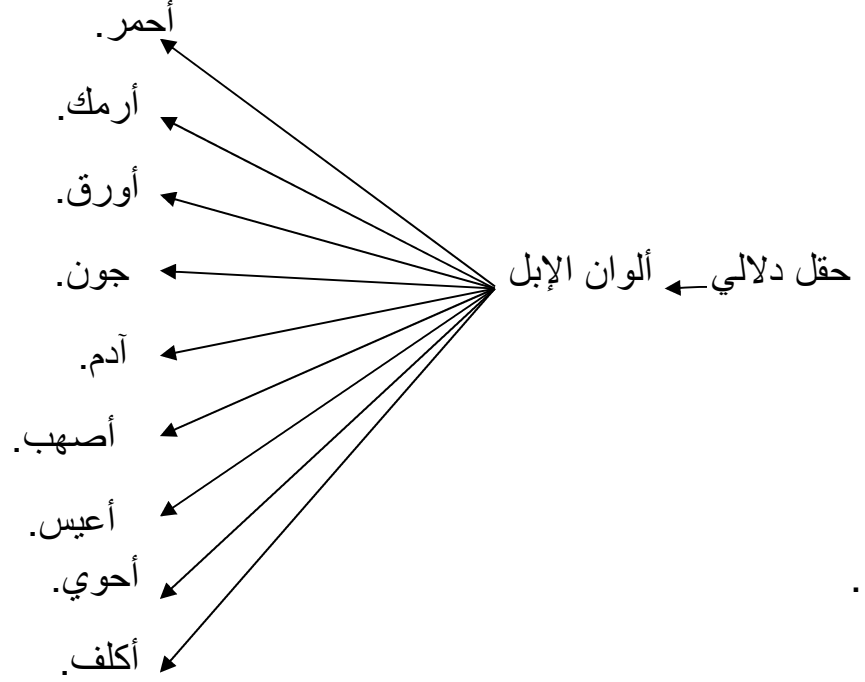 أحمر.
أرمك.
أورق.
حقل دلالي ألوان الإبل
جون.
آدم.
أصهب.
أعيس.
أحوي.
.
أكلف.